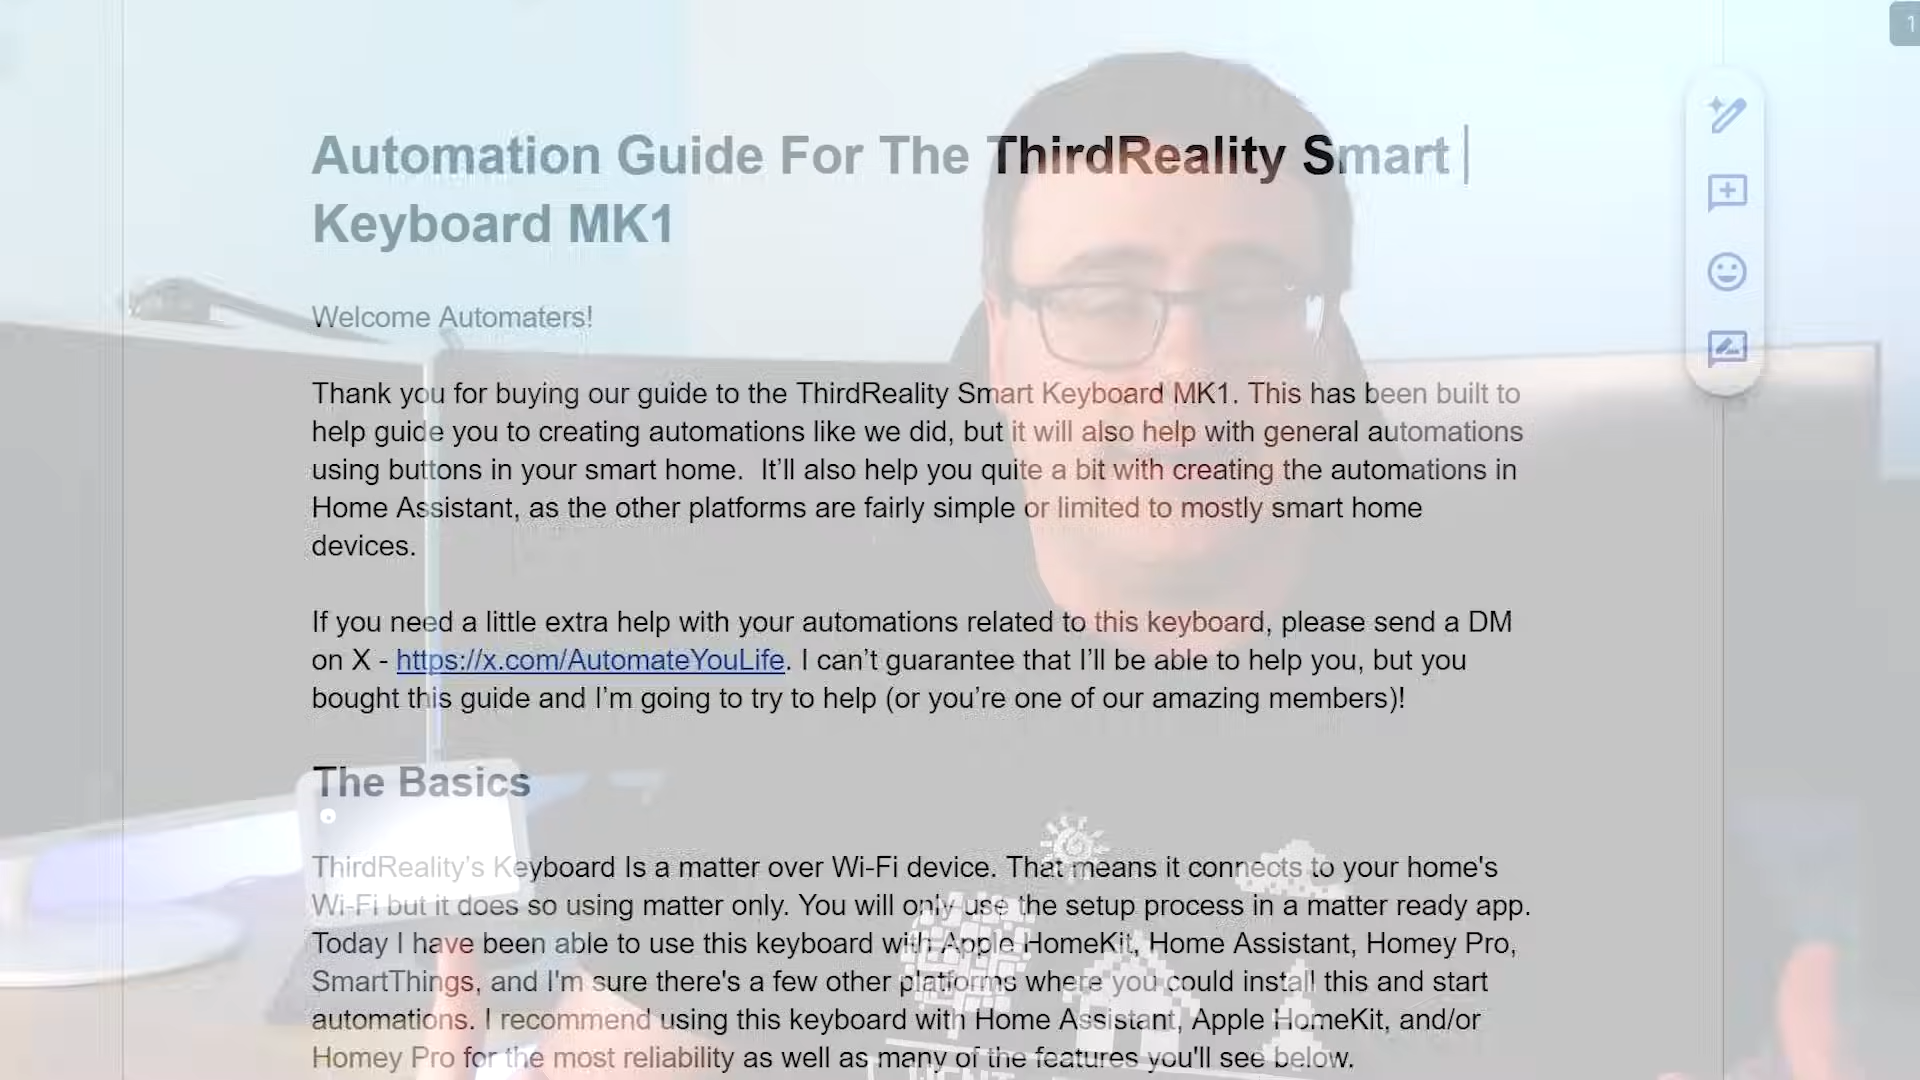 1
Automation Guide For The ThirdReality Smart
Keyboard MK1
Welcome Automaters!
Thank you for buying our guide to the ThirdReality Smart Keyboard MK1. This has been built to
help guide you to creating automations like we did, but it will also help with general automations
using buttons in your smart home.  It’ll also help you quite a bit with creating the automations in
Home Assistant, as the other platforms are fairly simple or limited to mostly smart home
devices.
If you need a little extra help with your automations related to this keyboard, please send a DM
on X - https://x.com/AutomateYouLife. I can’t guarantee that I’ll be able to help you, but you
bought this guide and I’m going to try to help (or you’re one of our amazing members)!
The Basics
ThirdReality’s Keyboard Is a matter over Wi-Fi device. That means it connects to your home's
Wi-Fi but it does so using matter only. You will only use the setup process in a matter ready app.
Today I have been able to use this keyboard with Apple HomeKit, Home Assistant, Homey Pro,
SmartThings, and I'm sure there's a few other platforms where you could install this and start
automations. I recommend using this keyboard with Home Assistant, Apple HomeKit, and/or
Homey Pro for the most reliability as well as many of the features you'll see below.